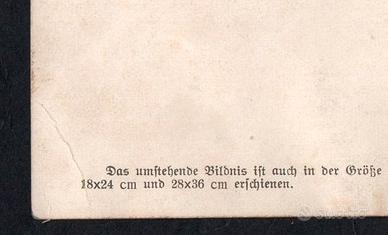 Das umstehende Bildnis ist auch in der Größe
18x24 cm und 28x36 cm erschienen.